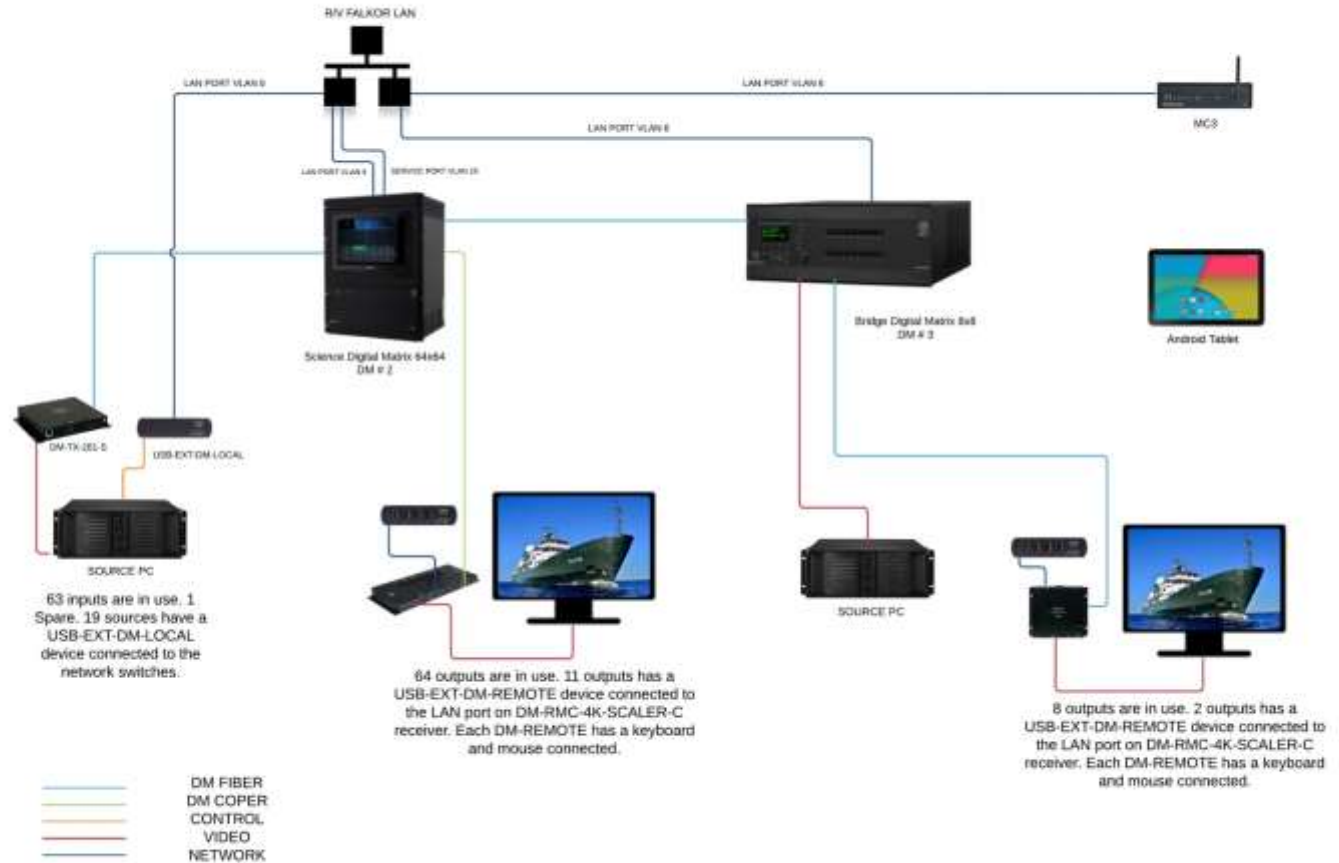 R/V FALKOR LAN
LAN PORT VLAN 6
LAN PORT VLAN 6
MC3
LAN PORT VLAN 6
LAN PORT VLAN 6
SERVICE PORT VLAN
Science Digital Matrix 64x64
DM # 2
Bridge Digital Matrix 8x8
DM # 3
Android Tablet
DM-TX-201-S
USB-EXT-DM-LOCAL
SOURCE PC
63 inputs are in use. 1
Spare. 19 sources have a
USB-EXT-DM-LOCAL
device connected to the
network switches.
64 outputs are in use. 11 outputs has a
USB-EXT-DM-REMOTE device connected to
the LAN port on DM-RMC-4K-SCALER-C
receiver. Each DM-REMOTE has a keyboard
and mouse connected.
SOURCE PC
8 outputs are in use. 2 outputs has a
USB-EXT-DM-REMOTE device connected to
the LAN port on DM-RMC-4K-SCALER-C
receiver. Each DM-REMOTE has a keyboard
and mouse connected.
DM FIBER
DM COPER
CONTROL
VIDEO
NETWORK